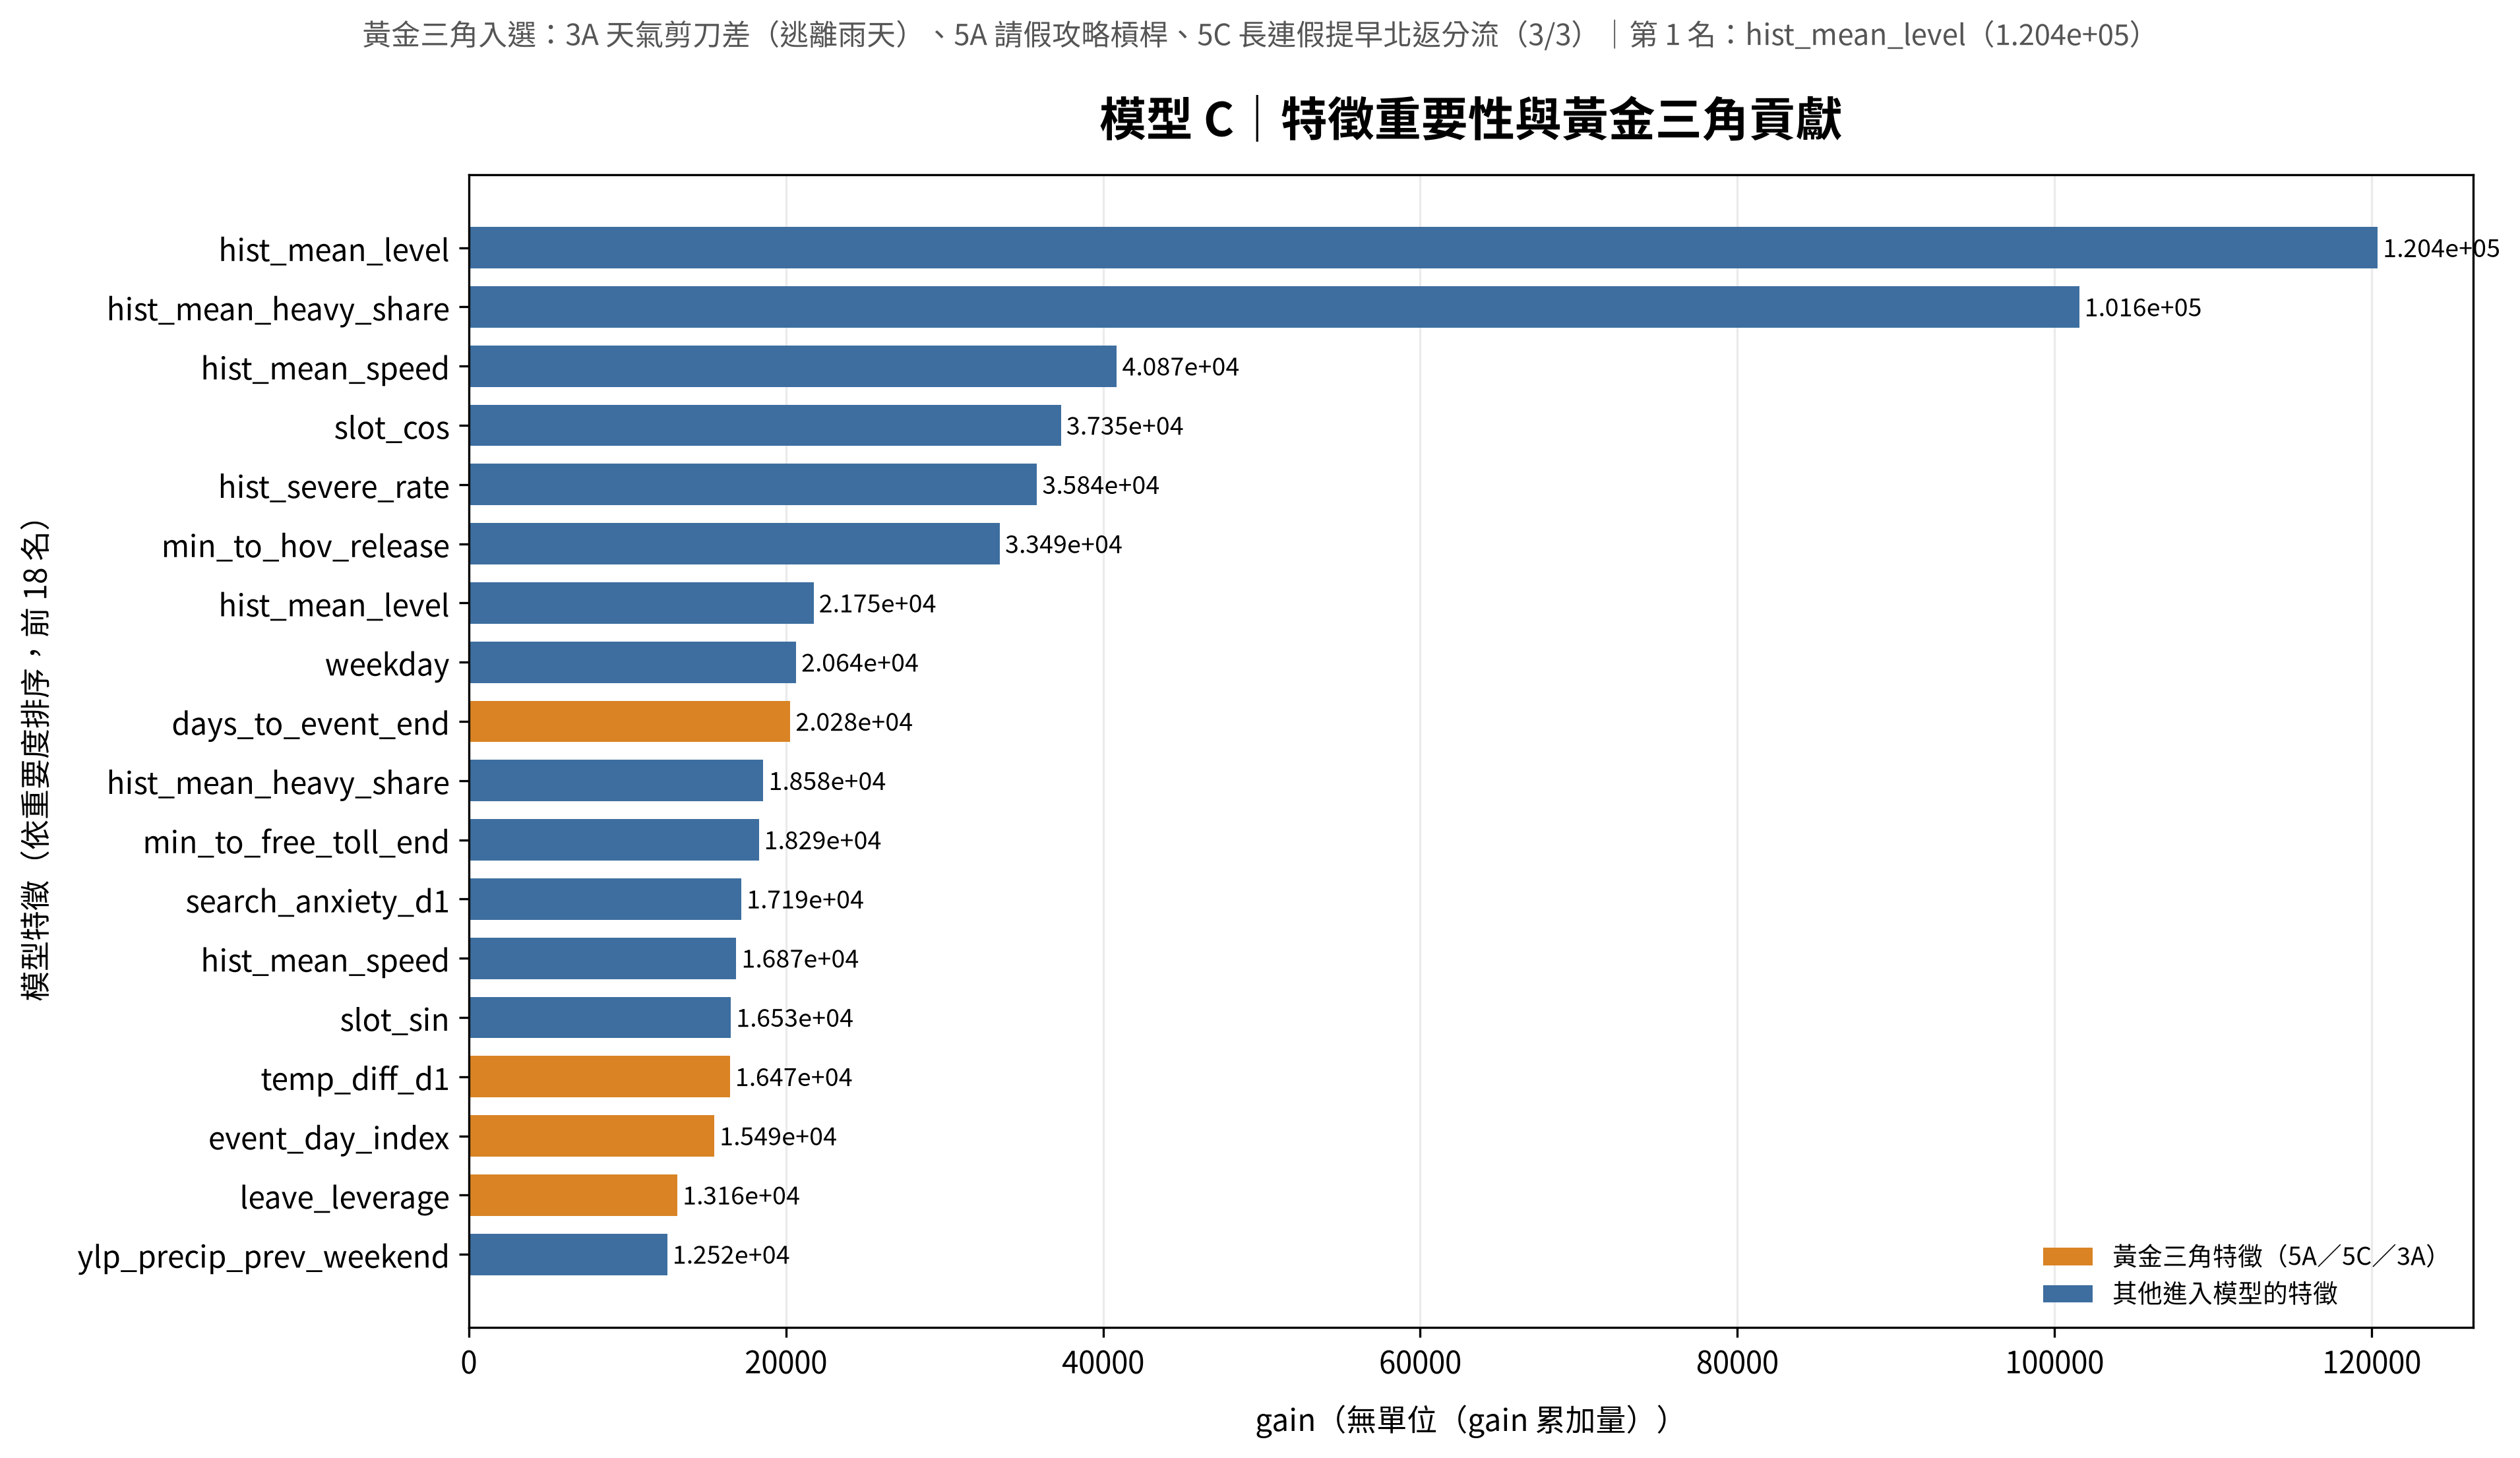 黃金三角入選：3A 天氣剪刀差（逃離雨天）、5A 請假攻略槓桿、5C 長連假提早北返分流（3/3）｜第 1 名：hist_mean_level（1.204e+05）
模型 C｜特徵重要性與黃金三角貢獻
模型特徵（依重要度排序，前 18 名）
hist_mean_level 1.204e+05
hist_mean_heavy_share 1.016e+05
hist_mean_speed 4.087e+04
slot_cos 3.735e+04
hist_severe_rate 3.584e+04
min_to_hov_release 3.349e+04
hist_mean_level 2.175e+04
weekday 2.064e+04
days_to_event_end 2.028e+04
hist_mean_heavy_share 1.858e+04
min_to_free_toll_end 1.829e+04
search_anxiety_d1 1.719e+04
hist_mean_speed 1.687e+04
slot_sin 1.653e+04
temp_diff_d1 1.647e+04
event_day_index 1.549e+04
leave_leverage 1.316e+04
ylp_precip_prev_weekend 1.252e+04
黃金三角特徵（5A／5C／3A）
其他進入模型的特徵
0 20000 40000 60000 80000 100000 120000
gain（無單位（gain 累加量））